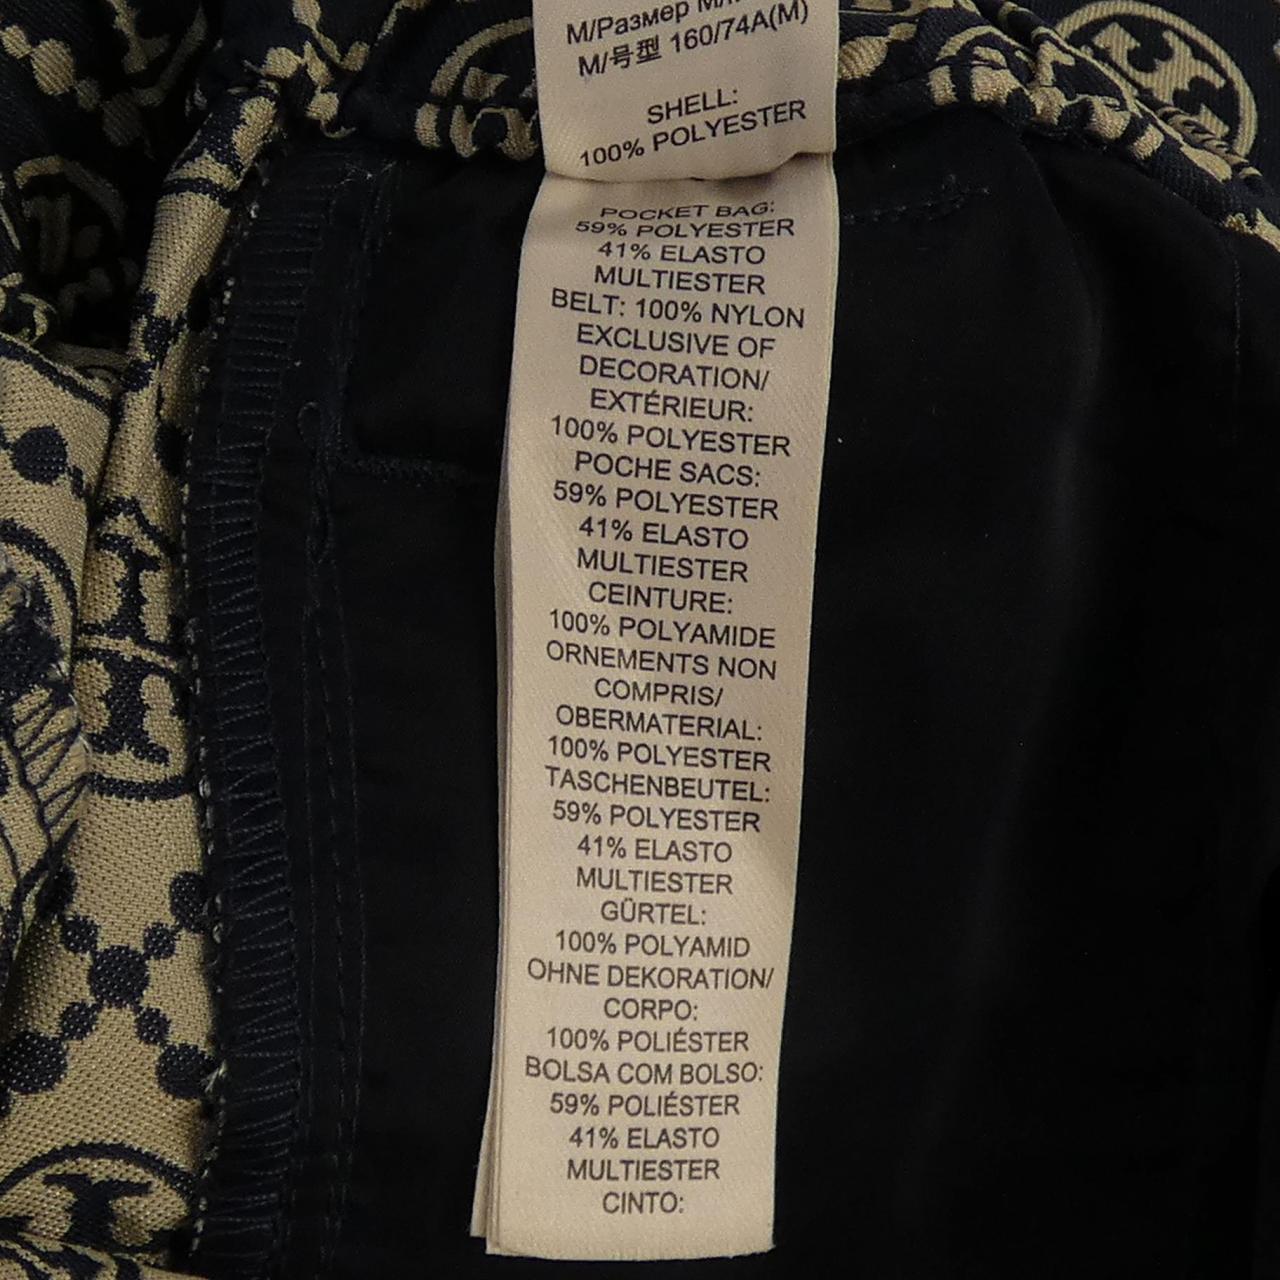 M/Размер M/
M/号型 160/74A(M)
SHELL:
100% POLYESTER
POCKET BAG:
59% POLYESTER
41% ELASTO
MULTIESTER
BELT: 100% NYLON
EXCLUSIVE OF
DECORATION/
EXTÉRIEUR:
100% POLYESTER
POCHE SACS:
59% POLYESTER
41% ELASTO
MULTIESTER
CEINTURE:
100% POLYAMIDE
ORNEMENTS NON
COMPRIS/
OBERMATERIAL:
100% POLYESTER
TASCHENBEUTEL:
59% POLYESTER
41% ELASTO
MULTIESTER
GÜRTEL:
100% POLYAMID
OHNE DEKORATION/
CORPO:
100% POLIÉSTER
BOLSA COM BOLSO:
59% POLIÉSTER
41% ELASTO
MULTIESTER
CINTO: